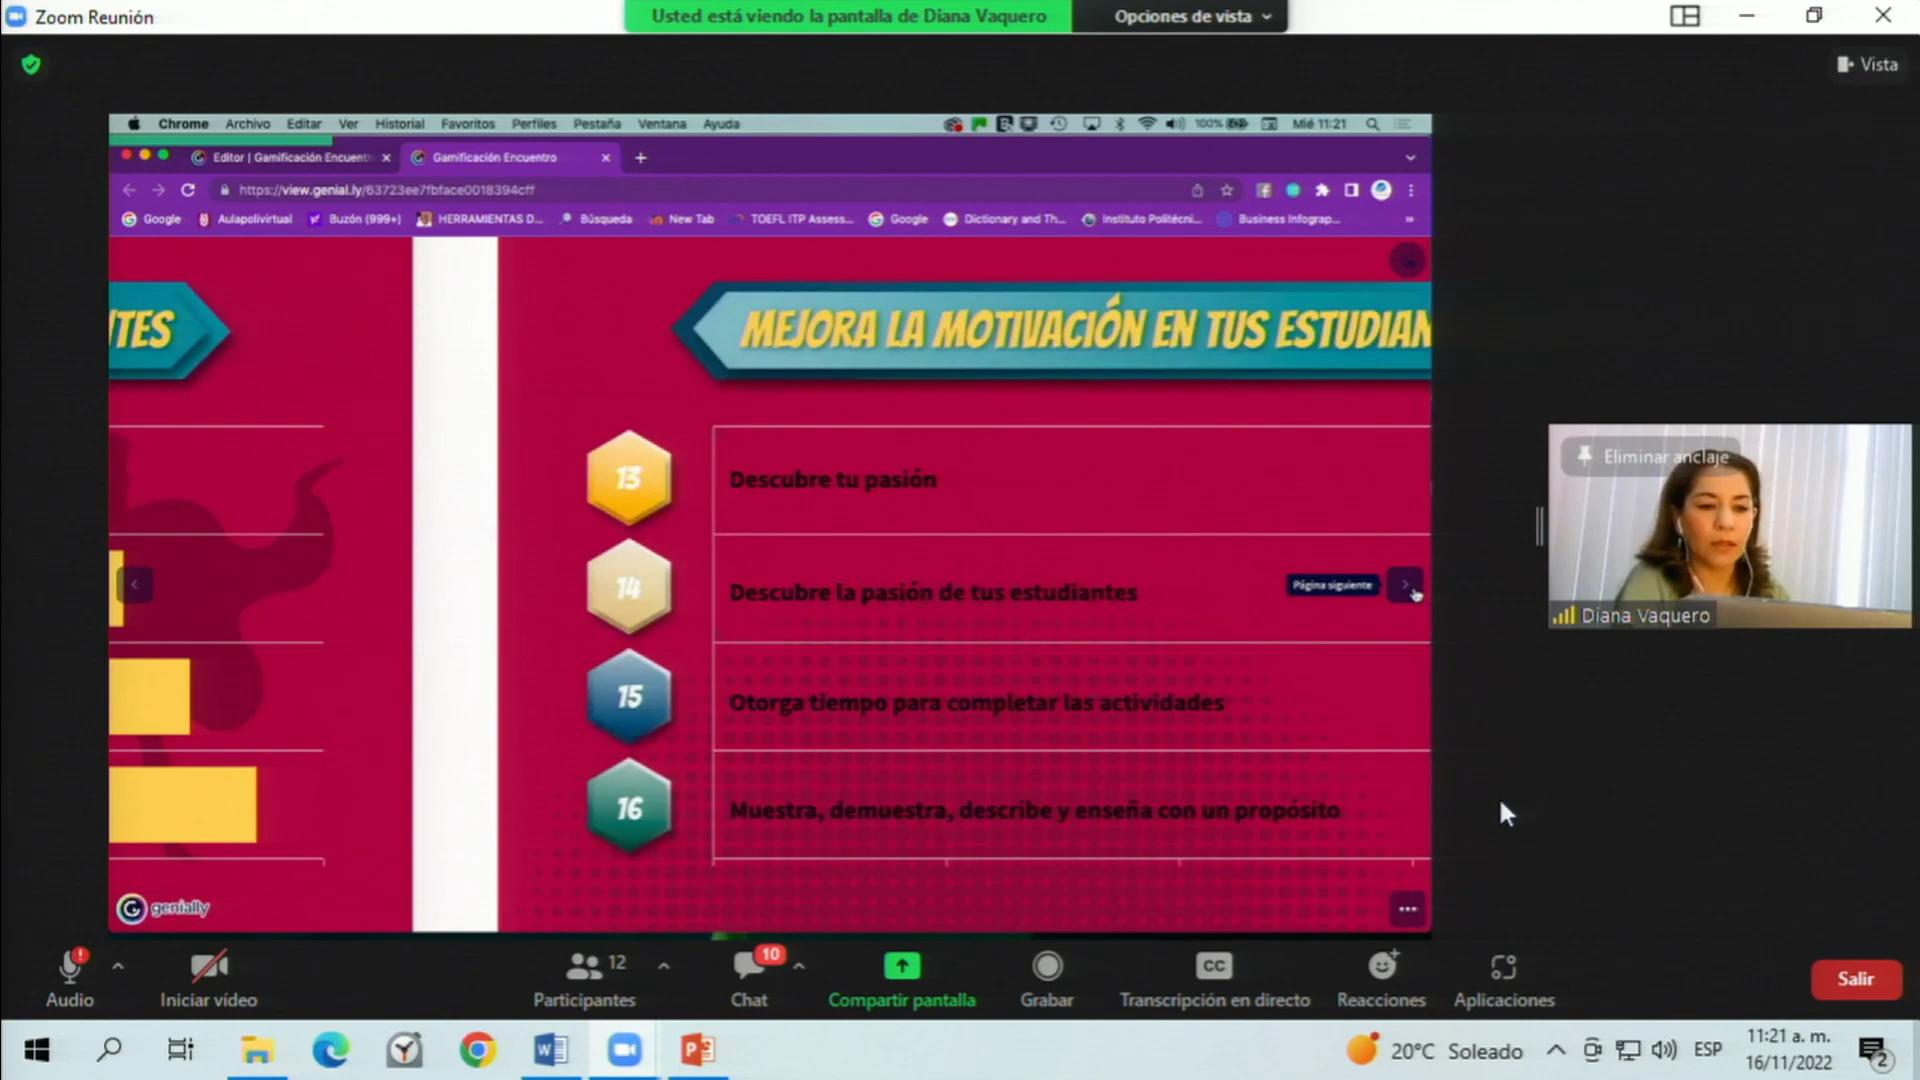 Zoom Reunión
Usted está viendo la pantalla de Diana Vaquero
Opciones de vista
Vista
Chrome Archivo Editar Ver Historial Favoritos Perfiles Pestaña Ventana Ayuda
100% Mié 11:21
Editor | Gamificación Encuentr
Gamificación Encuentro
https://view.genial.ly/63723ee7fbface0018394cff
Google Aulapolivirtual Buzón (999+) HERRAMIENTAS D... Búsqueda New Tab TOEFL ITP Assess... Google Dictionary and Th... Instituto Politécni... Business Infograp... »
NTES
MEJORA LA MOTIVACIÓN EN TUS ESTUDIAN
13 Descubre tu pasión
14 Descubre la pasión de tus estudiantes
Página siguiente
15 Otorga tiempo para completar las actividades
16 Muestra, demuestra, describe y enseña con un propósito
genially
Eliminar anclaje
Diana Vaquero
Audio
Iniciar vídeo
12
Participantes
10
Chat
Compartir pantalla
Grabar
CC
Transcripción en directo
Reacciones
Aplicaciones
Salir
20°C Soleado
ESP
11:21 a. m.
16/11/2022
2